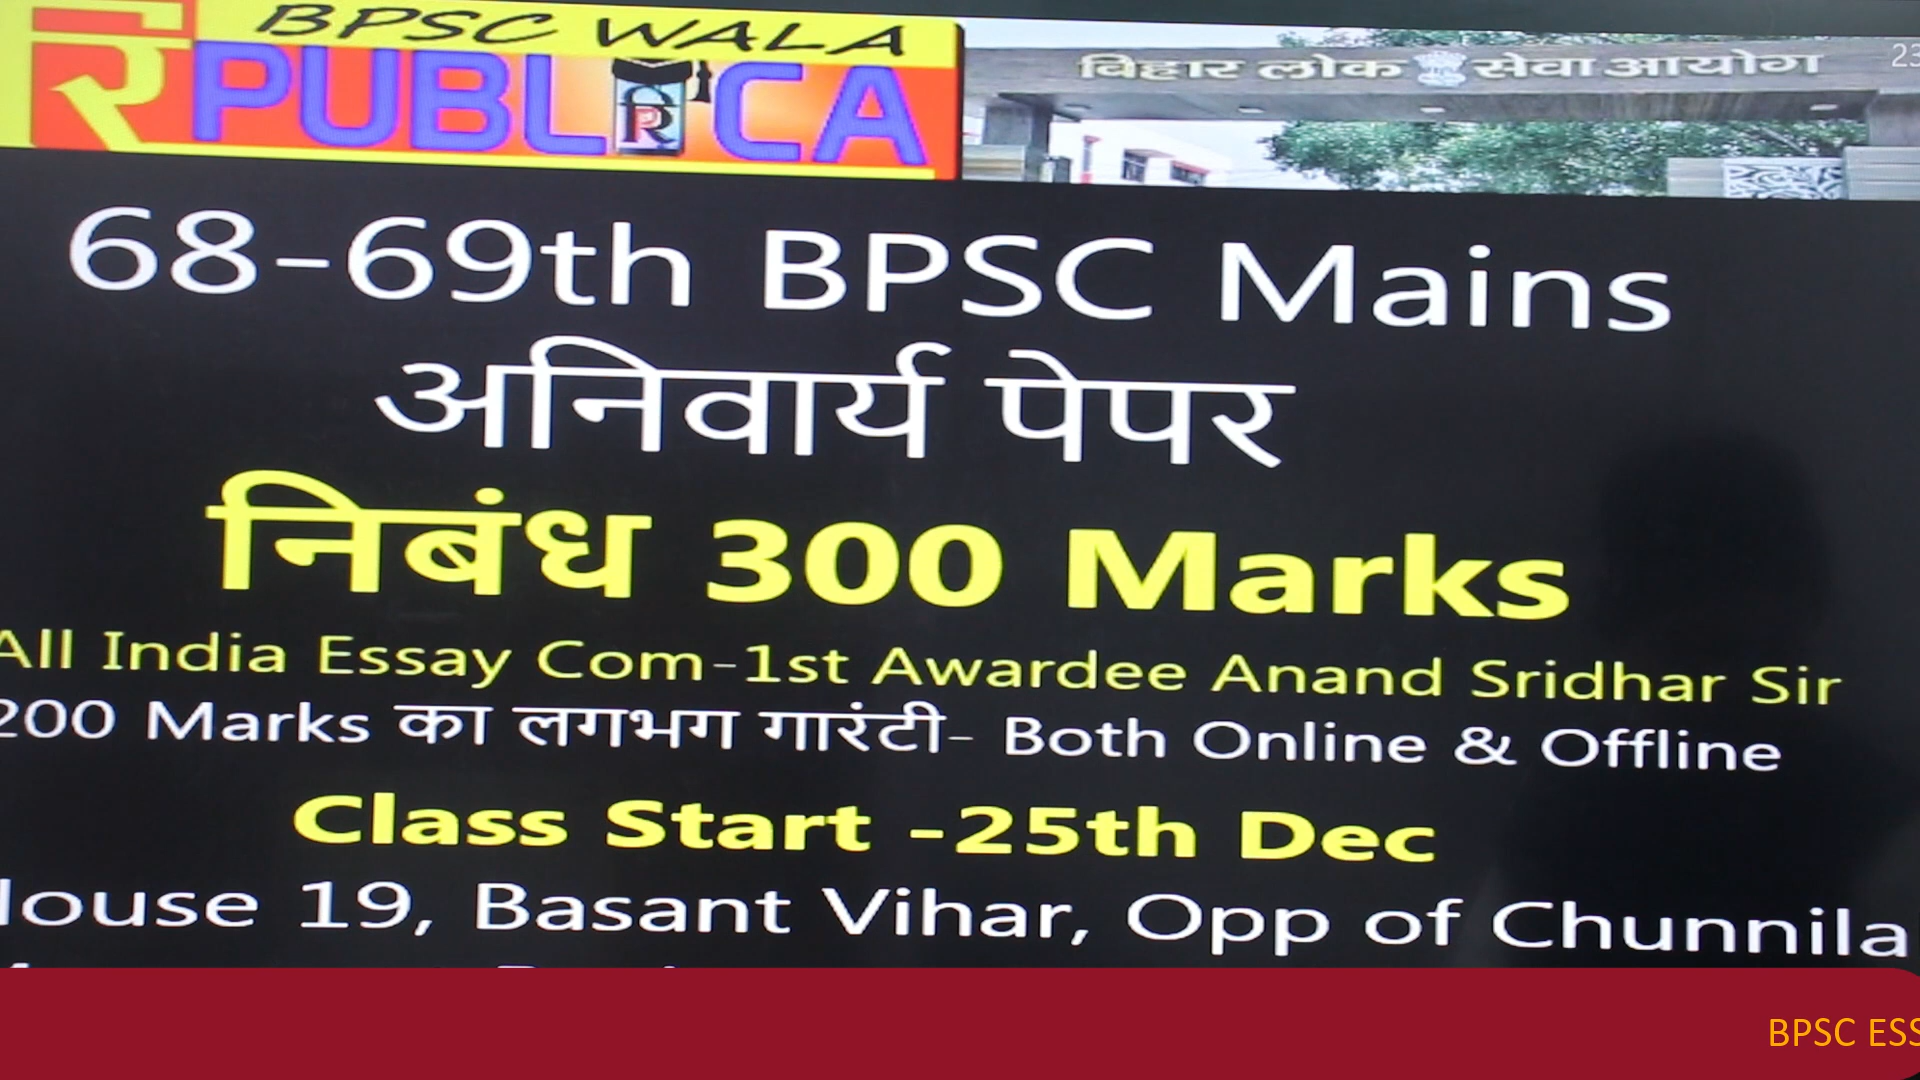 BPSC WALA
रिPUBLICA
बिहार लोक सेवा आयोग
23
68-69th BPSC Mains
अनिवार्य पेपर
निबंध 300 Marks
All India Essay Com-1st Awardee Anand Sridhar Sir
200 Marks का लगभग गारंटी- Both Online & Offline
Class Start -25th Dec
House 19, Basant Vihar, Opp of Chunnila
BPSC ESS